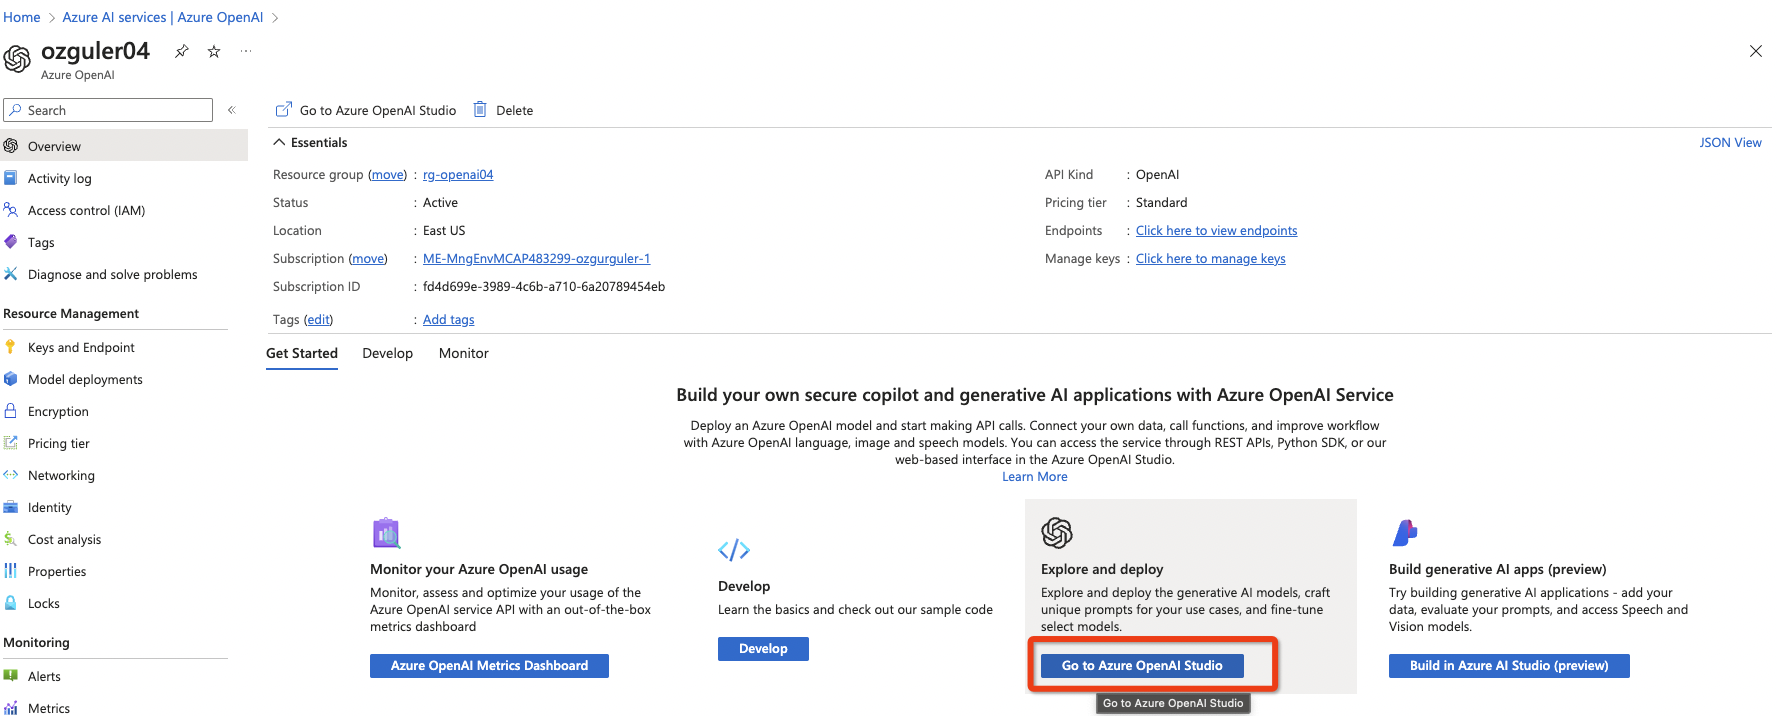 Home > Azure AI services | Azure OpenAI >
ozguler04
Azure OpenAI
Search
Overview
Activity log
Access control (IAM)
Tags
Diagnose and solve problems
Resource Management
Keys and Endpoint
Model deployments
Encryption
Pricing tier
Networking
Identity
Cost analysis
Properties
Locks
Monitoring
Alerts
Metrics
Go to Azure OpenAI Studio Delete
Essentials
JSON View
Resource group (move) : rg-openai04
Status : Active
Location : East US
Subscription (move) : ME-MngEnvMCAP483299-ozgurguler-1
Subscription ID : fd4d699e-3989-4c6b-a710-6a20789454eb
Tags (edit) : Add tags
API Kind : OpenAI
Pricing tier : Standard
Endpoints : Click here to view endpoints
Manage keys : Click here to manage keys
Get Started Develop Monitor
Build your own secure copilot and generative AI applications with Azure OpenAI Service
Deploy an Azure OpenAI model and start making API calls. Connect your own data, call functions, and improve workflow
with Azure OpenAI language, image and speech models. You can access the service through REST APIs, Python SDK, or our
web-based interface in the Azure OpenAI Studio.
Learn More
Monitor your Azure OpenAI usage
Monitor, assess and optimize your usage of the
Azure OpenAI service API with an out-of-the-box
metrics dashboard
Azure OpenAI Metrics Dashboard
Develop
Learn the basics and check out our sample code
Develop
Explore and deploy
Explore and deploy the generative AI models, craft
unique prompts for your use cases, and fine-tune
select models.
Go to Azure OpenAI Studio
Go to Azure OpenAI Studio
Build generative AI apps (preview)
Try building generative AI applications - add your
data, evaluate your prompts, and access Speech and
Vision models.
Build in Azure AI Studio (preview)